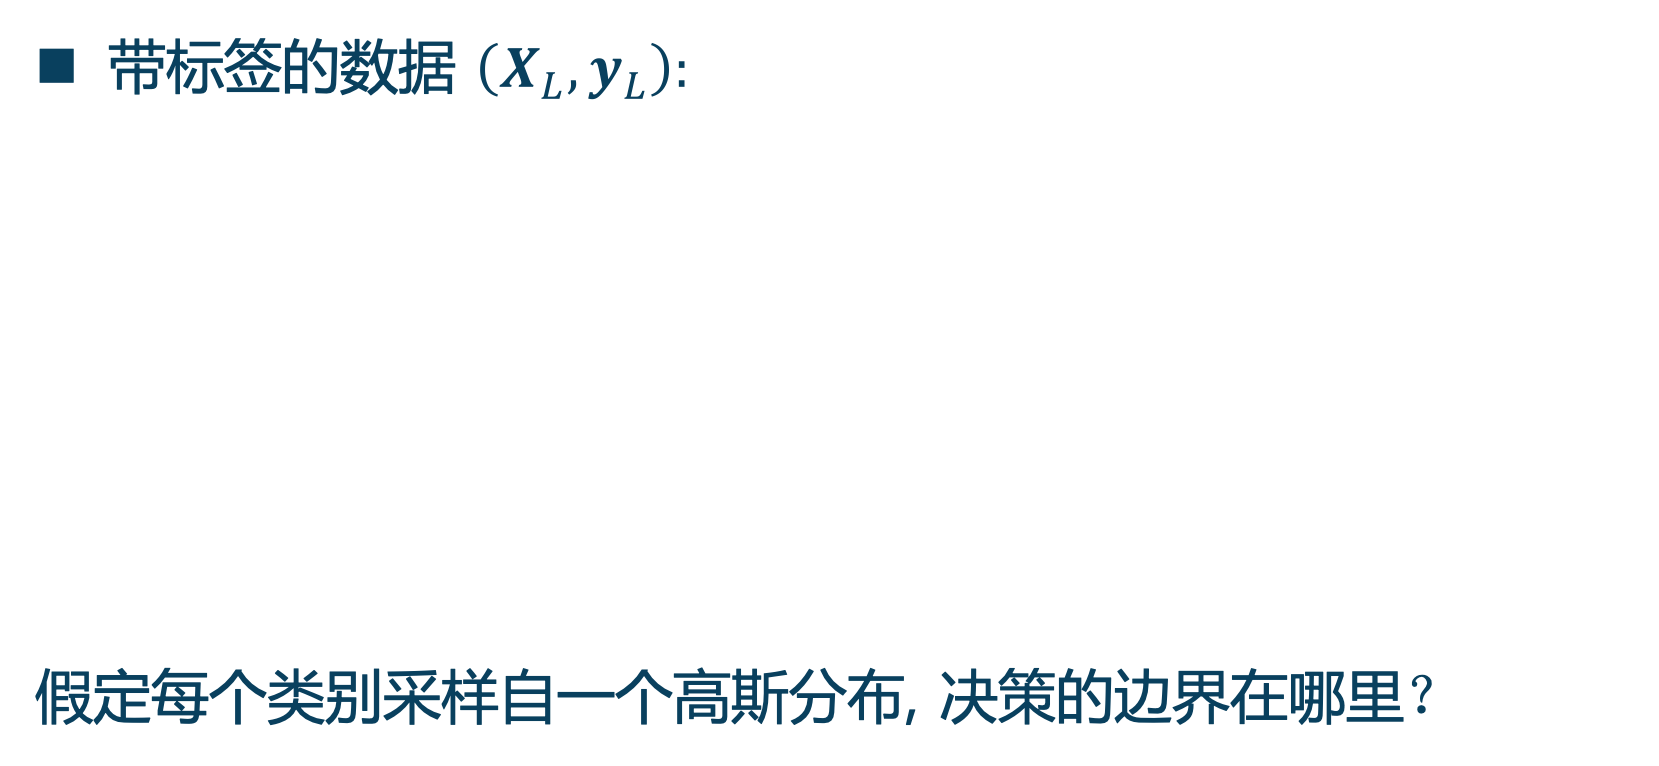 ■ 带标签的数据 (X_L, y_L):
假定每个类别采样自一个高斯分布, 决策的边界在哪里?